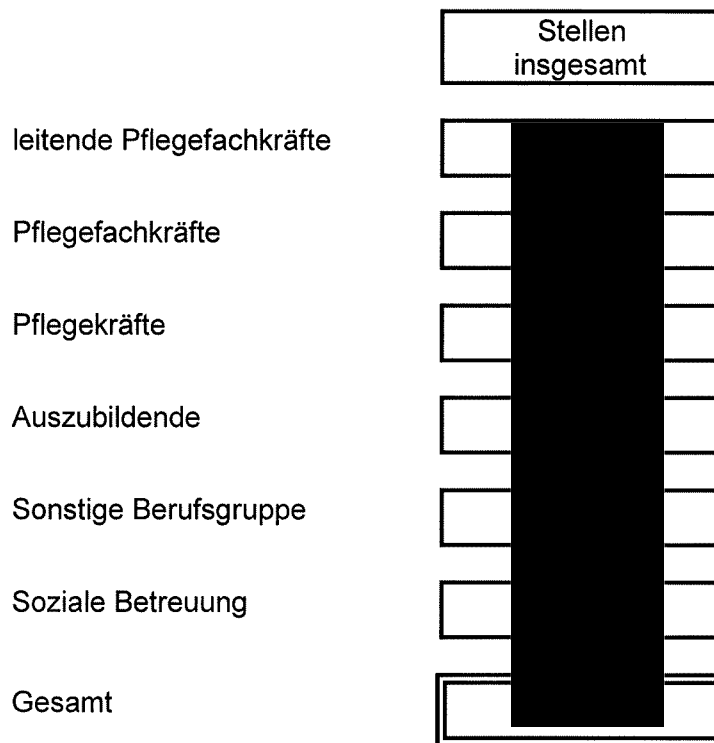 Stellen
insgesamt
leitende Pflegefachkräfte
Pflegefachkräfte
Pflegekräfte
Auszubildende
Sonstige Berufsgruppe
Soziale Betreuung
Gesamt